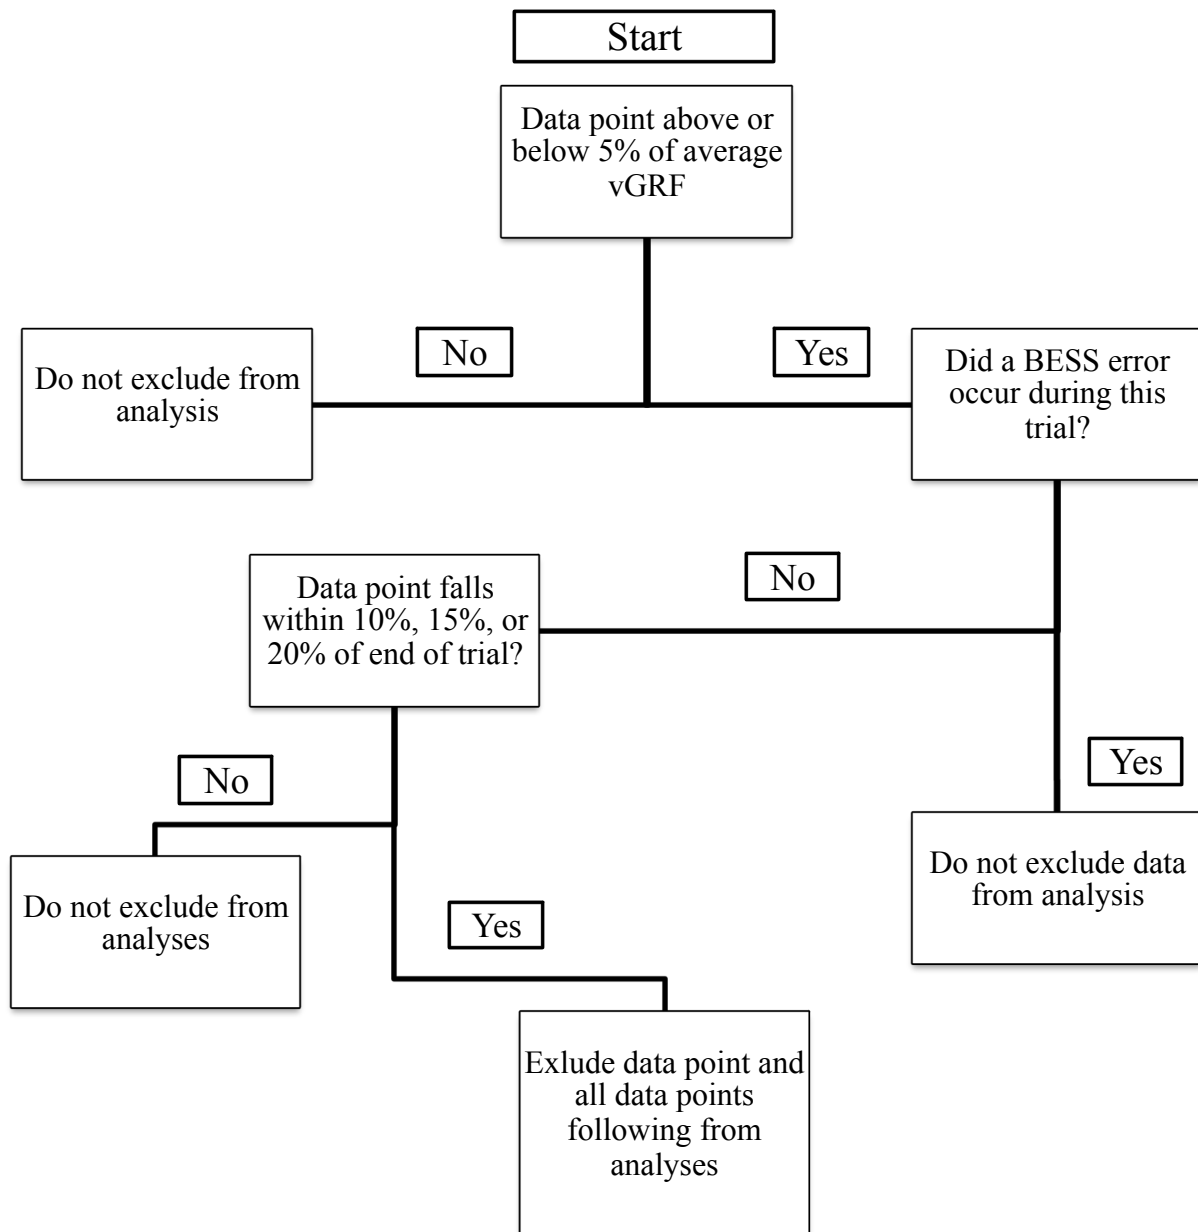 Start
Data point above or
below 5% of average
vGRF
No
Yes
Do not exclude from
analysis
Did a BESS error
occur during this
trial?
No
Data point falls
within 10%, 15%, or
20% of end of trial?
Yes
No
Do not exclude data
from analysis
Do not exclude from
analyses
Yes
Exlude data point and
all data points
following from
analyses